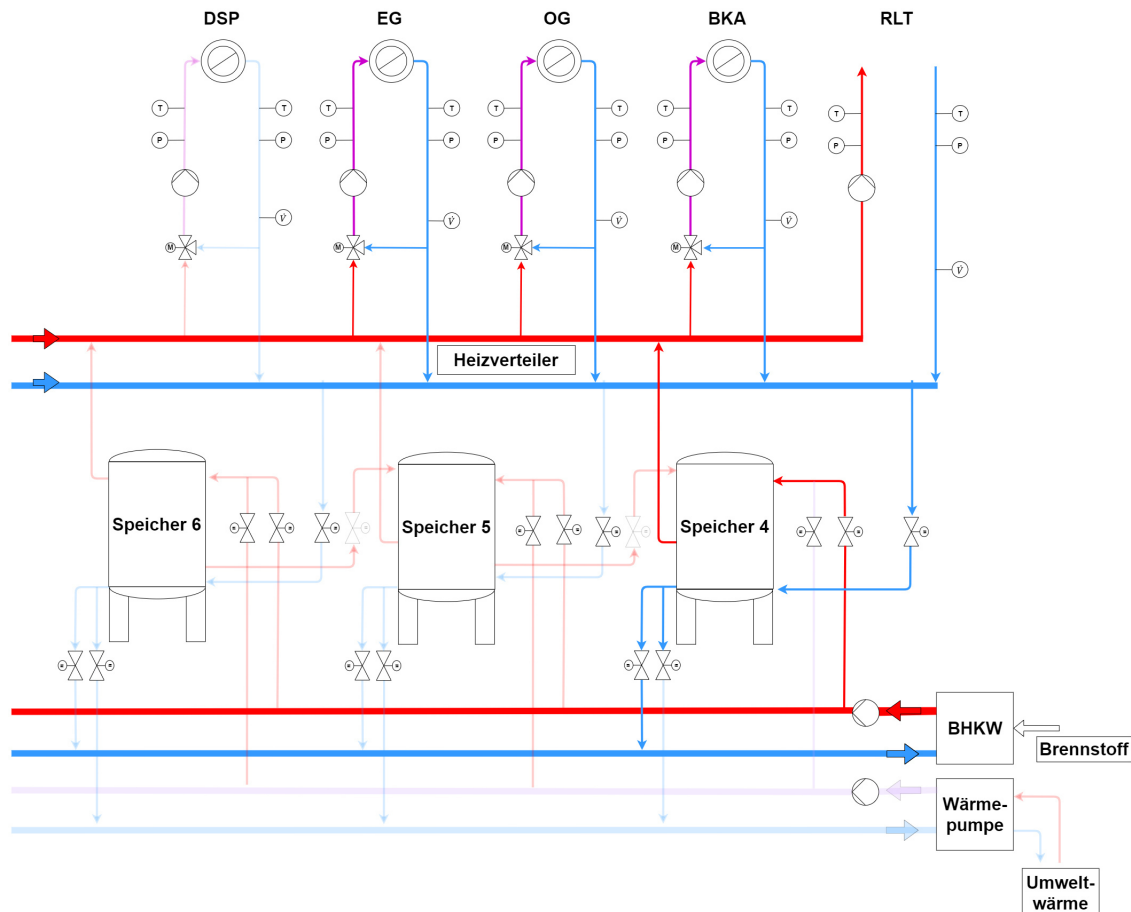 DSP EG OG BKA RLT
T T T T T T T T T T
P P P P P P P P P P
V̇ V̇ V̇ V̇
M M M M
V̇
Heizverteiler
Speicher 6 Speicher 5 Speicher 4
BHKW
Brennstoff
Wärme-
pumpe
Umwelt-
wärme